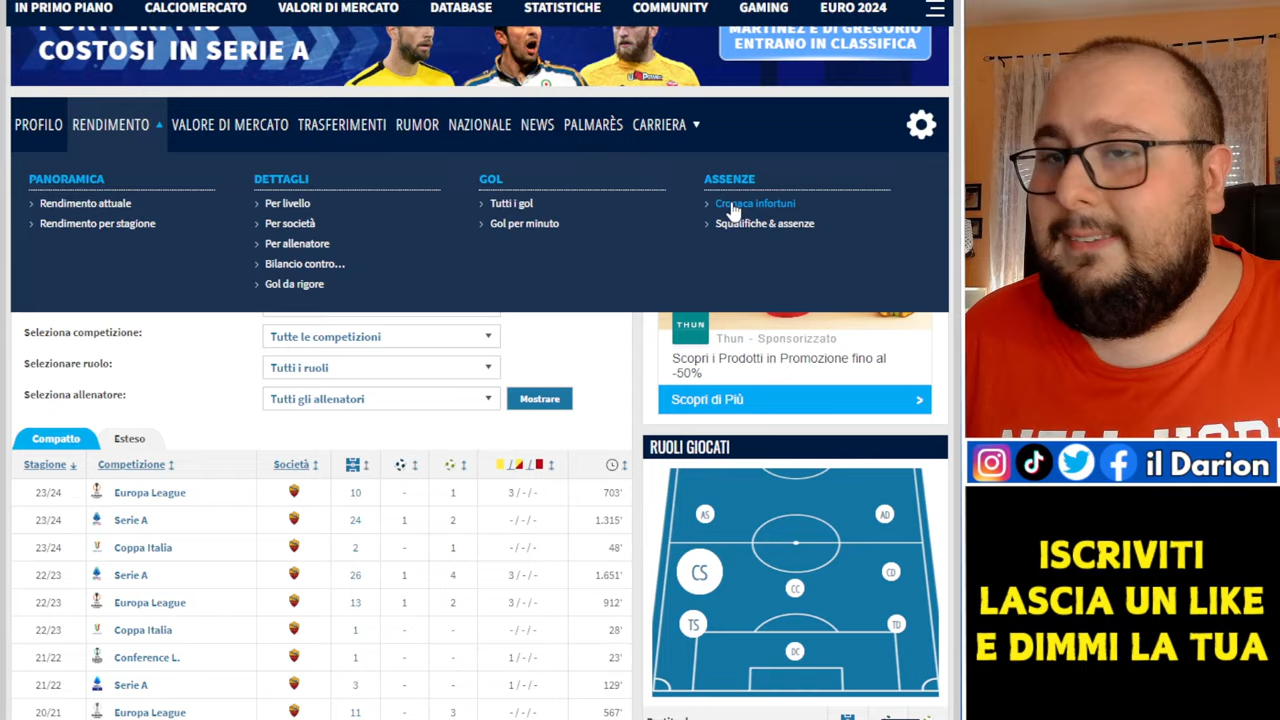 IN PRIMO PIANO CALCIOMERCATO VALORI DI MERCATO DATABASE STATISTICHE COMMUNITY GAMING EURO 2024
COSTOSI IN SERIE A
MARTINEZ E DI GREGORIO
ENTRANO IN CLASSIFICA
PROFILO RENDIMENTO VALORE DI MERCATO TRASFERIMENTI RUMOR NAZIONALE NEWS PALMARÈS CARRIERA
PANORAMICA
Rendimento attuale
Rendimento per stagione
DETTAGLI
Per livello
Per società
Per allenatore
Bilancio contro...
Gol da rigore
GOL
Tutti i gol
Gol per minuto
ASSENZE
Cronaca infortuni
Squalifiche & assenze
Seleziona competizione: Tutte le competizioni
Selezionare ruolo: Tutti i ruoli
Seleziona allenatore: Tutti gli allenatori Mostrare
Compatto Esteso
Stagione Competizione Società
23/24 Europa League 10 - 1 3 / - / - 703'
23/24 Serie A 24 1 2 - / - / - 1.315'
23/24 Coppa Italia 2 - 1 - / - / - 48'
22/23 Serie A 26 1 4 3 / - / - 1.651'
22/23 Europa League 13 1 2 3 / - / - 912'
22/23 Coppa Italia 1 - - - / - / - 28'
21/22 Conference L. 1 - - 1 / - / - 23'
21/22 Serie A 3 - - 1 / - / - 129'
20/21 Europa League 11 - 3 567'
THUN
Thun - Sponsorizzato
Scopri i Prodotti in Promozione fino al
-50%
Scopri di Più >
RUOLI GIOCATI
AS AD
CS CD
CC
TS TD
DC
il Darion
ISCRIVITI
LASCIA UN LIKE
E DIMMI LA TUA